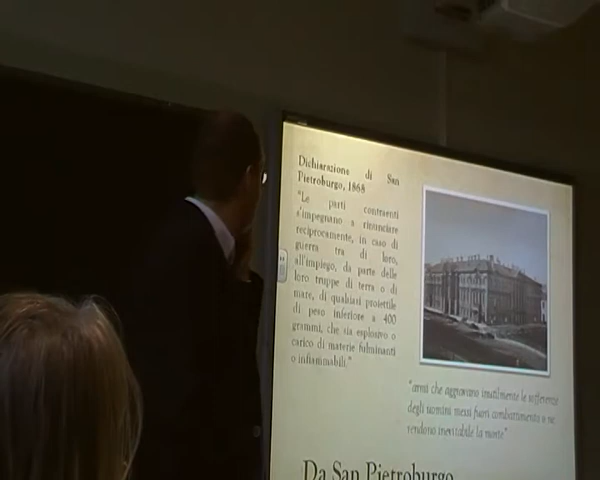 Dichiarazione di San
Pietroburgo, 1868
"Le parti contraenti
s'impegnano a rinunciare
reciprocamente, in caso di
guerra tra di loro,
all'impiego, da parte delle
loro truppe di terra o di
mare, di qualsiasi proiettile
di peso inferiore a 400
grammi, che sia esplosivo o
carico di materie fulminanti
o infiammabili."
"armi che aggravano inutilmente le sofferenze
degli uomini messi fuori combattimento o ne
rendono inevitabile la morte"
Da San Pietroburgo